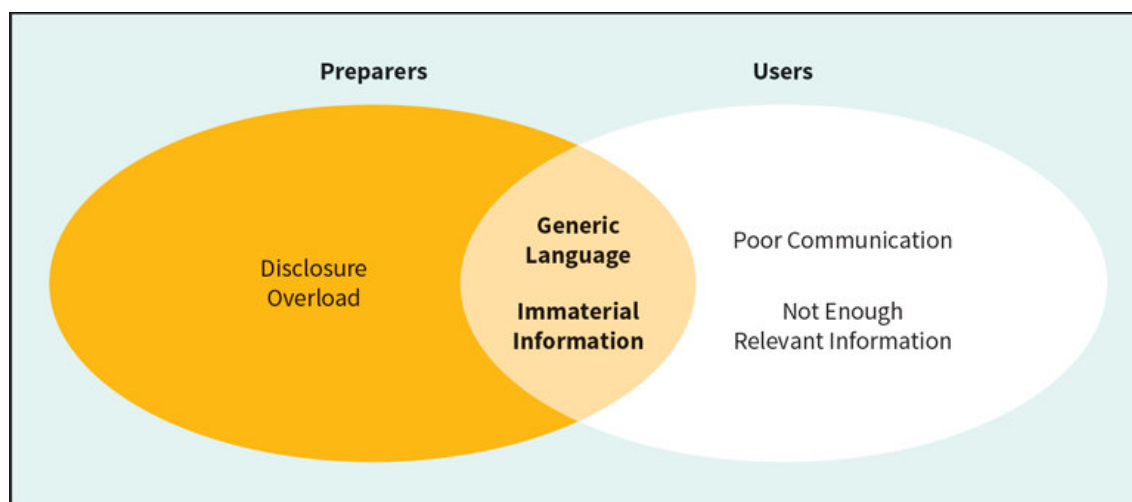 Preparers
Users
Disclosure
Overload
Generic
Language
Immaterial
Information
Poor Communication
Not Enough
Relevant Information